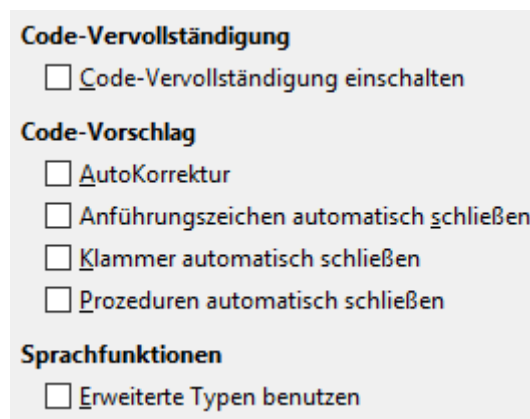 Code-Vervollständigung
Code-Vervollständigung einschalten
Code-Vorschlag
AutoKorrektur
Anführungszeichen automatisch schließen
Klammer automatisch schließen
Prozeduren automatisch schließen
Sprachfunktionen
Erweiterte Typen benutzen